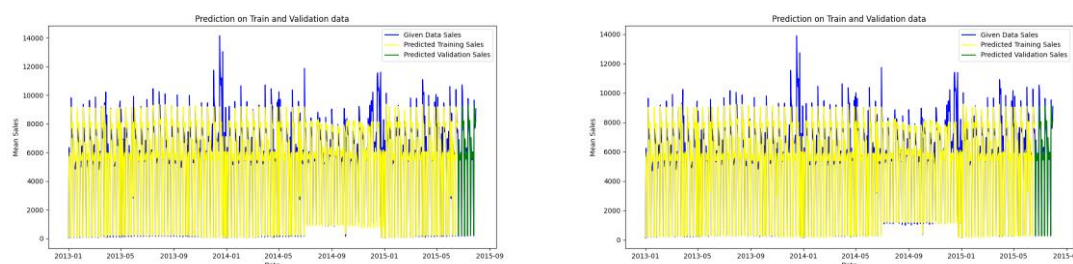 Prediction on Train and Validation data
Given Data Sales
Predicted Training Sales
Predicted Validation Sales
Mean Sales
14000
12000
10000
8000
6000
4000
2000
0
2013-01 2013-05 2013-09 2014-01 2014-05 2014-09 2015-01 2015-05 2015-09
Prediction on Train and Validation data
Given Data Sales
Predicted Training Sales
Predicted Validation Sales
Mean Sales
14000
12000
10000
8000
6000
4000
2000
0
2013-01 2013-05 2013-09 2014-01 2014-05 2014-09 2015-01 2015-05